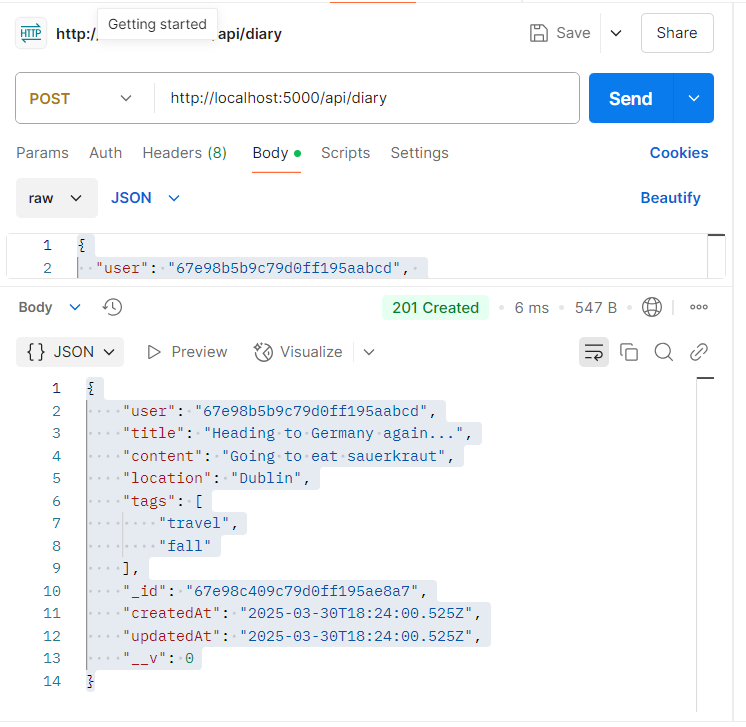 HTTP http:/ api/diary Save Share
Getting started
POST http://localhost:5000/api/diary Send
Params Auth Headers (8) Body Scripts Settings Cookies
raw JSON Beautify
1 {
2 "user": "67e98b5b9c79d0ff195aabcd",
Body 201 Created 6 ms 547 B
{} JSON Preview Visualize
1 {
2 "user": "67e98b5b9c79d0ff195aabcd",
3 "title": "Heading to Germany again...",
4 "content": "Going to eat sauerkraut",
5 "location": "Dublin",
6 "tags": [
7 "travel",
8 "fall"
9 ],
10 "_id": "67e98c409c79d0ff195ae8a7",
11 "createdAt": "2025-03-30T18:24:00.525Z",
12 "updatedAt": "2025-03-30T18:24:00.525Z",
13 "__v": 0
14 }